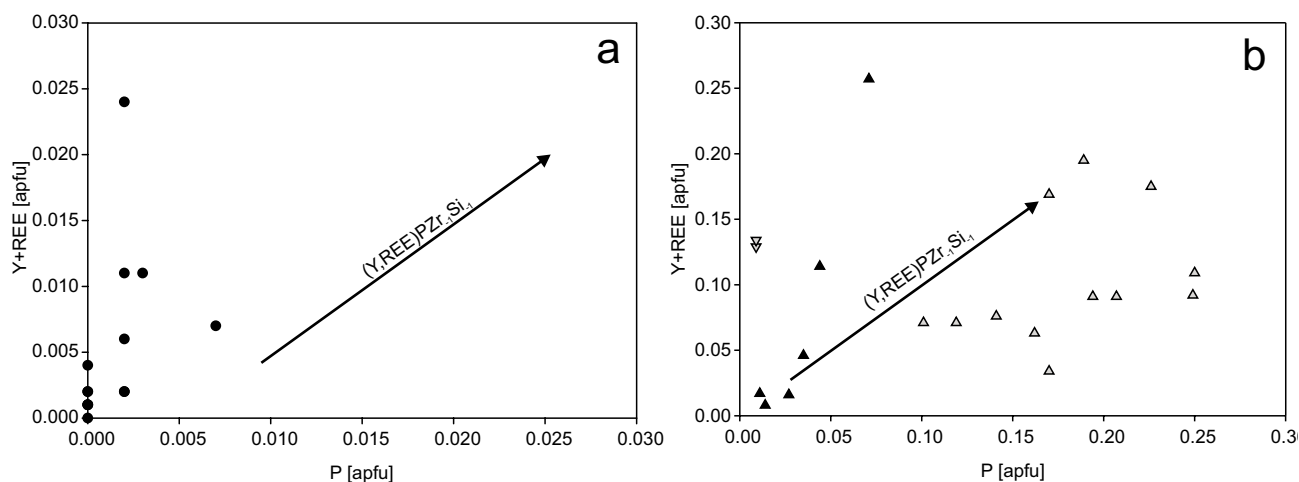 a
0.030
0.025
0.020
0.015
0.010
0.005
0.000
Y+REE [apfu]
(Y,REE)PZr-1Si-1
0.000 0.005 0.010 0.015 0.020 0.025 0.030
P [apfu]
b
0.30
0.25
0.20
0.15
0.10
0.05
0.00
Y+REE [apfu]
(Y,REE)PZr-1Si-1
0.00 0.05 0.10 0.15 0.20 0.25 0.30
P [apfu]